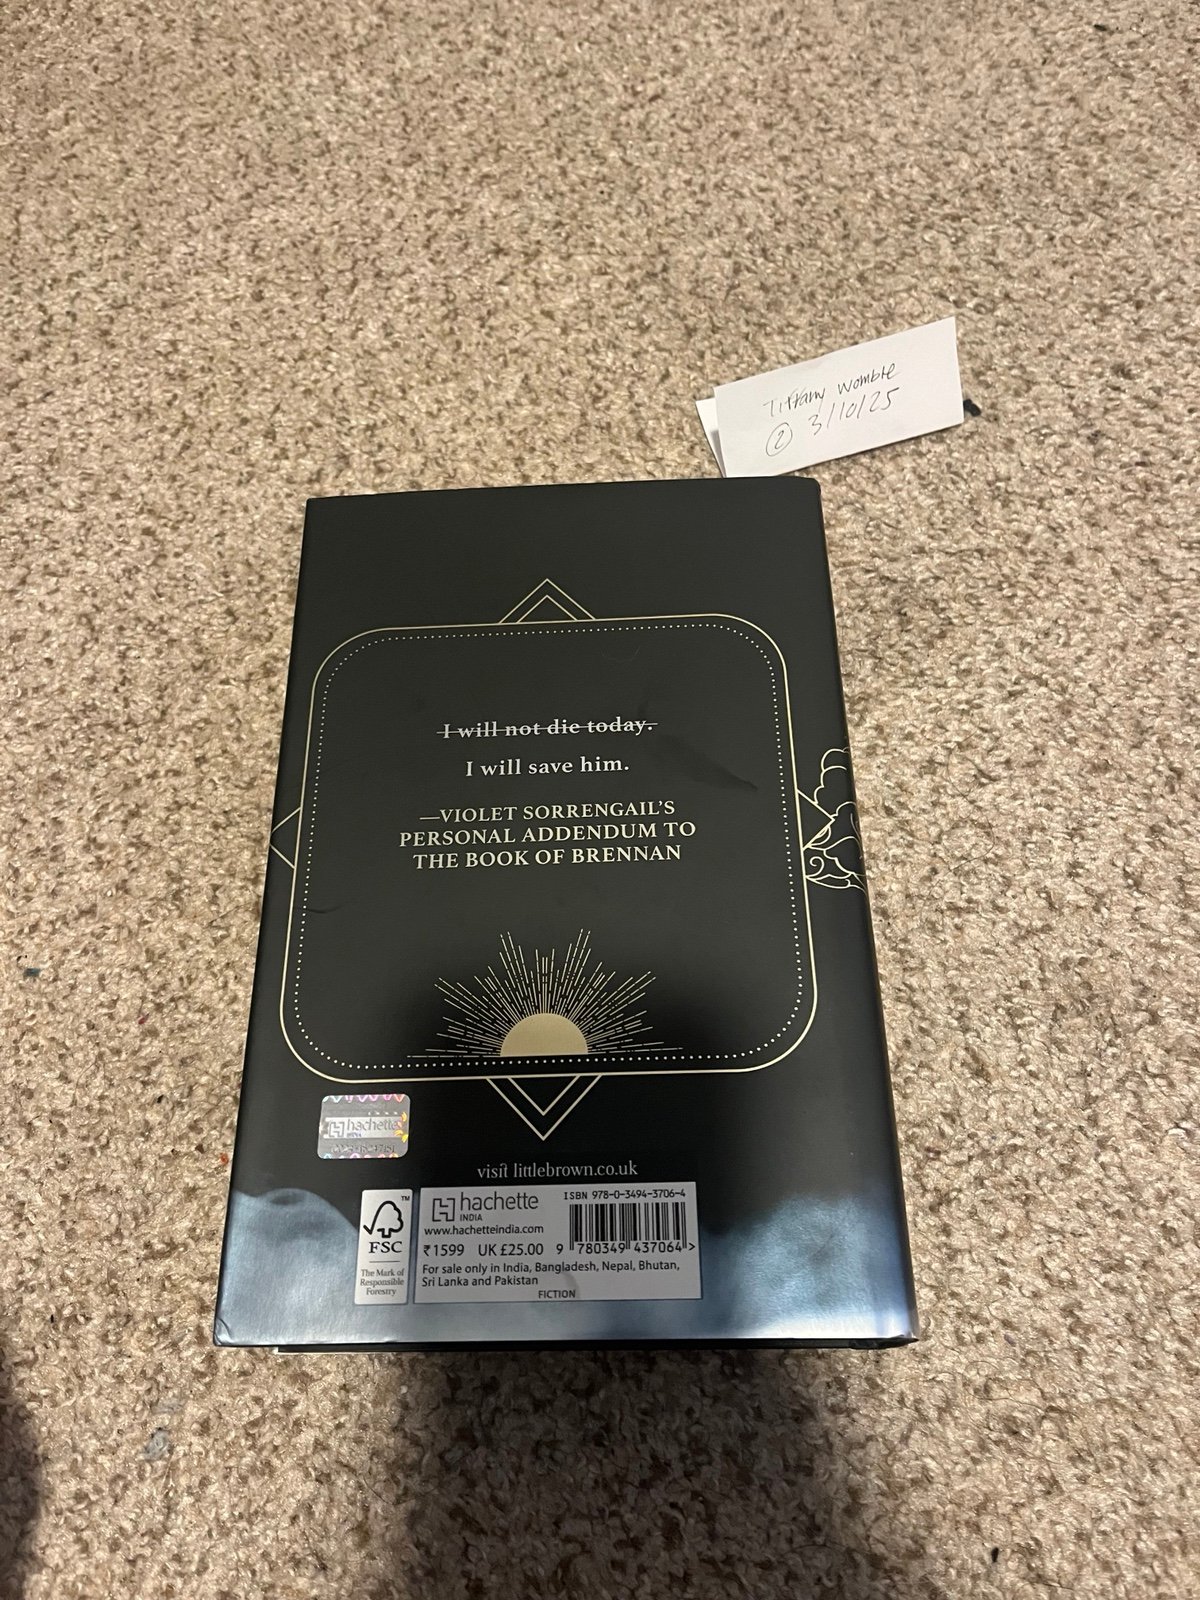 Tiffany Womble
② 3/10/25
I will not die today.
I will save him.
—VIOLET SORRENGAIL'S
PERSONAL ADDENDUM TO
THE BOOK OF BRENNAN
hachette
INDIA
visit littlebrown.co.uk
FSC
™
The Mark of
Responsible
Forestry
hachette
INDIA
www.hachetteindia.com
₹1599 UK £25.00
ISBN 978-0-3494-3706-4
9 780349 437064 >
For sale only in India, Bangladesh, Nepal, Bhutan,
Sri Lanka and Pakistan
FICTION